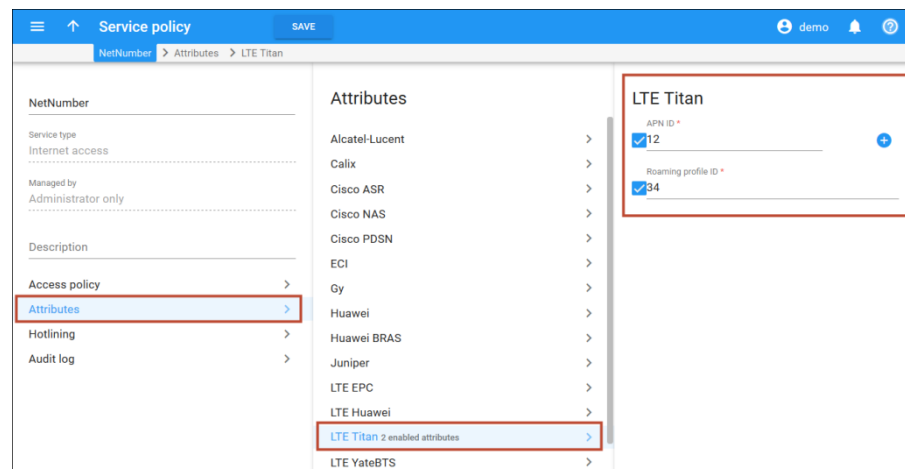 Service policy
SAVE
demo
NetNumber > Attributes > LTE Titan
NetNumber
Service type
Internet access
Managed by
Administrator only
Description
Access policy
Attributes
Hotlining
Audit log
Attributes
Alcatel-Lucent
Calix
Cisco ASR
Cisco NAS
Cisco PDSN
ECI
Gy
Huawei
Huawei BRAS
Juniper
LTE EPC
LTE Huawei
LTE Titan 2 enabled attributes
LTE YateBTS
LTE Titan
APN ID *
12
Roaming profile ID *
34